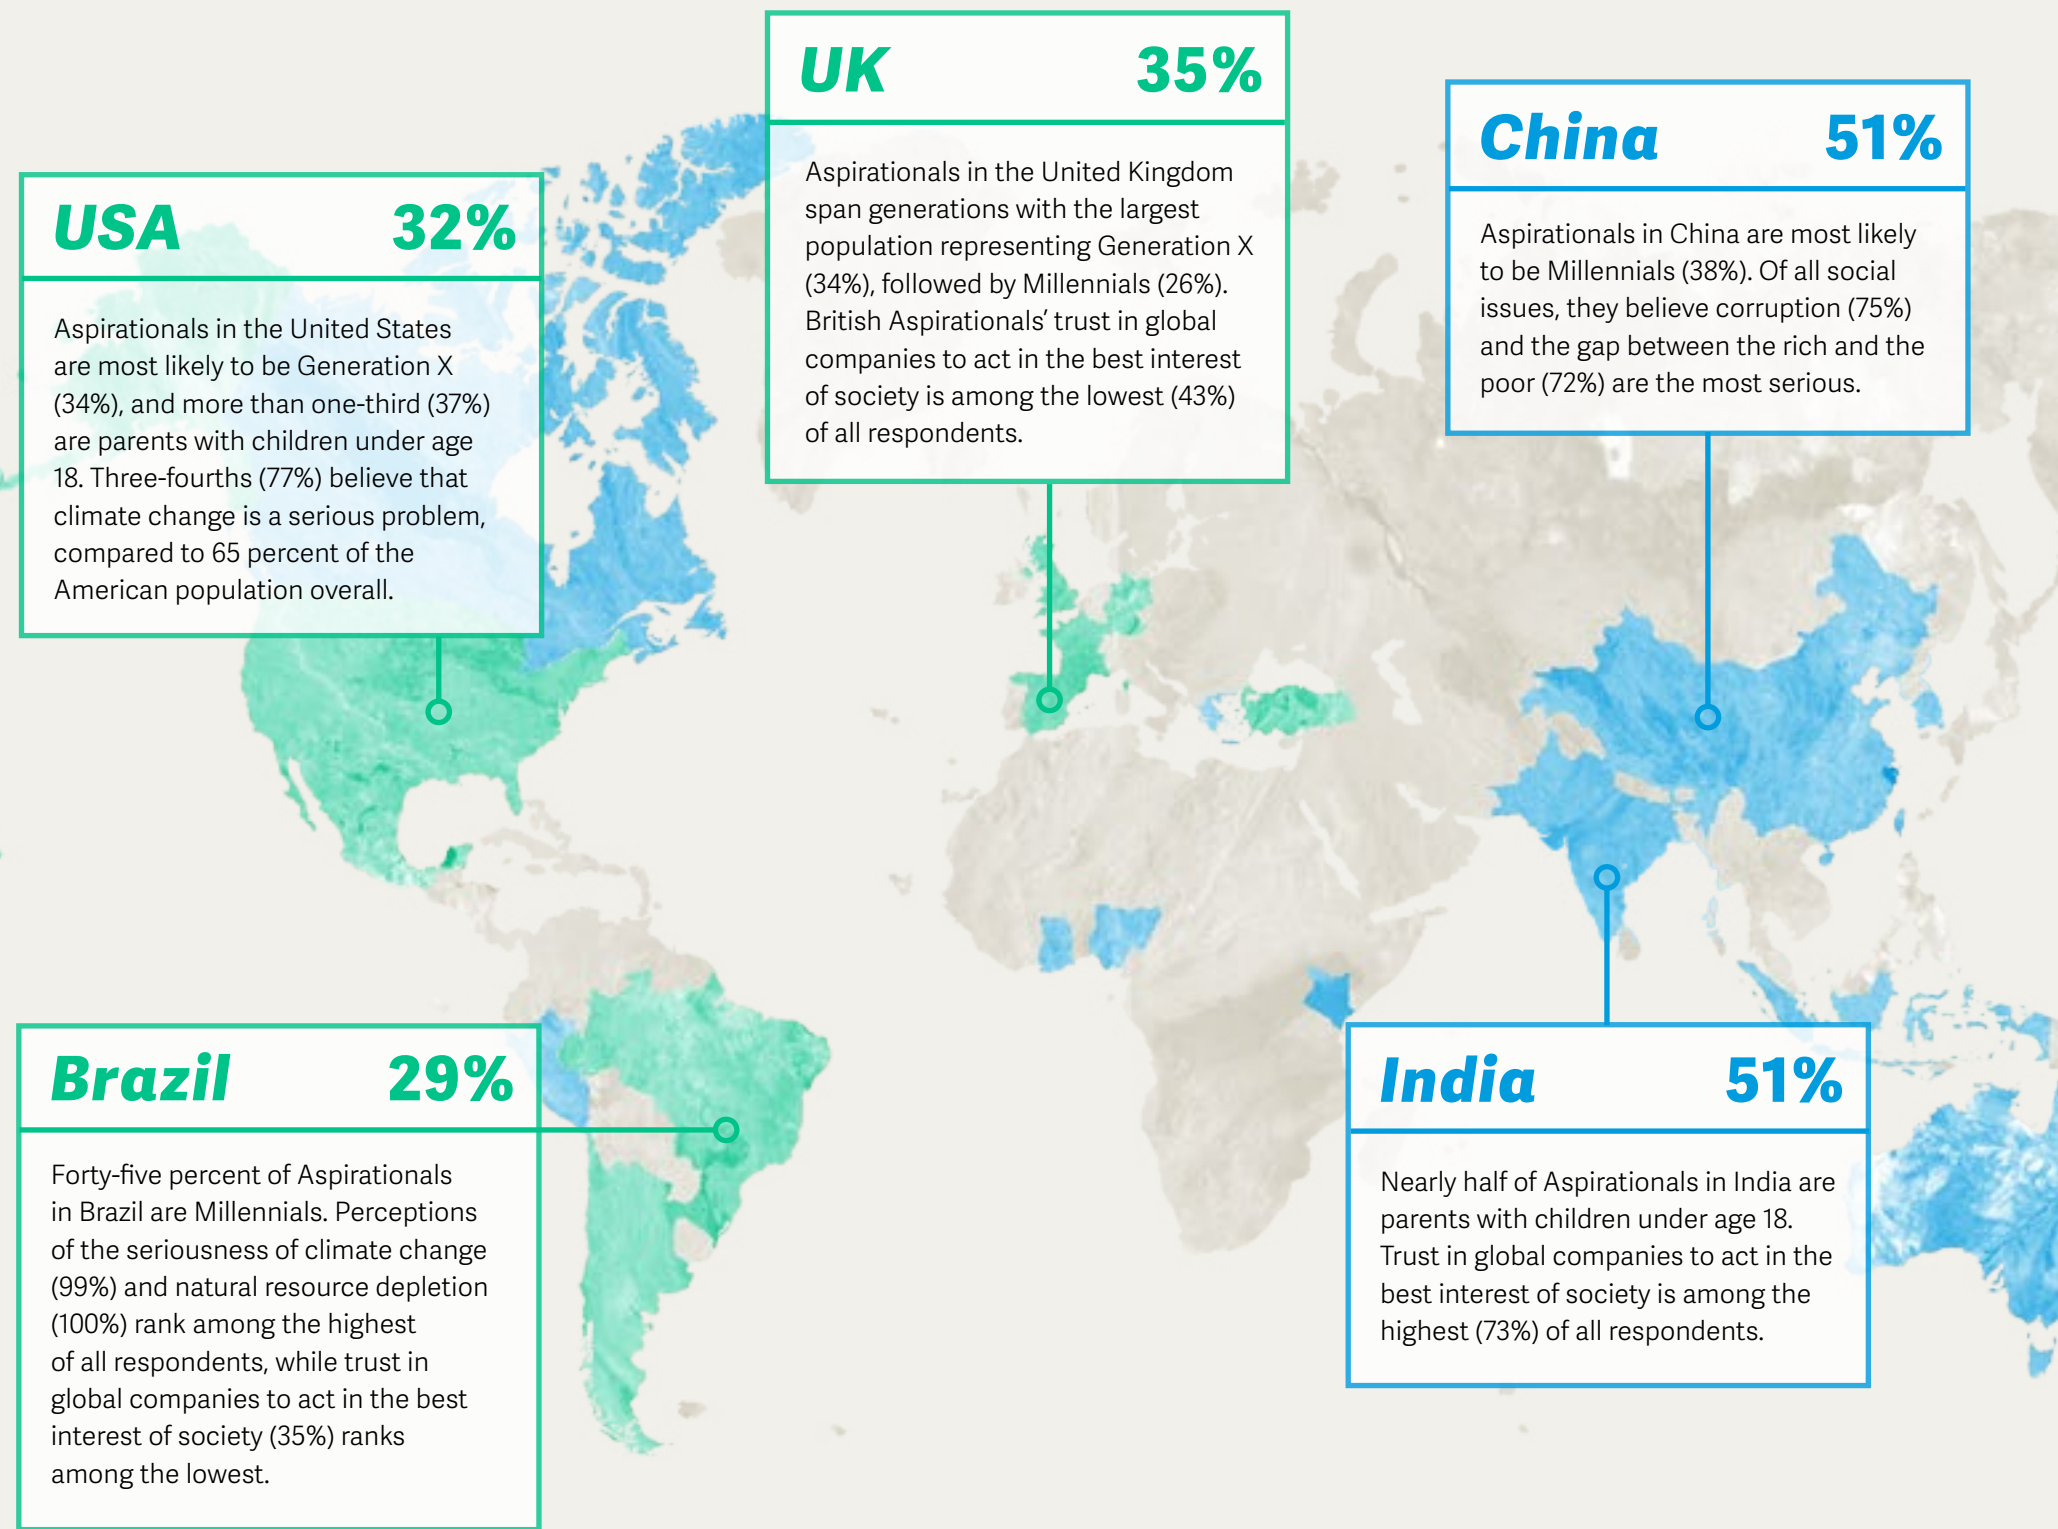 USA 32%
Aspirationals in the United States
are most likely to be Generation X
(34%), and more than one-third (37%)
are parents with children under age
18. Three-fourths (77%) believe that
climate change is a serious problem,
compared to 65 percent of the
American population overall.
UK 35%
Aspirationals in the United Kingdom
span generations with the largest
population representing Generation X
(34%), followed by Millennials (26%).
British Aspirationals’ trust in global
companies to act in the best interest
of society is among the lowest (43%)
of all respondents.
China 51%
Aspirationals in China are most likely
to be Millennials (38%). Of all social
issues, they believe corruption (75%)
and the gap between the rich and the
poor (72%) are the most serious.
Brazil 29%
Forty-five percent of Aspirationals
in Brazil are Millennials. Perceptions
of the seriousness of climate change
(99%) and natural resource depletion
(100%) rank among the highest
of all respondents, while trust in
global companies to act in the best
interest of society (35%) ranks
among the lowest.
India 51%
Nearly half of Aspirationals in India are
parents with children under age 18.
Trust in global companies to act in the
best interest of society is among the
highest (73%) of all respondents.